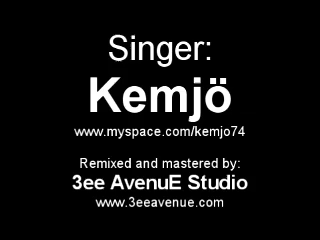 Singer:
Kemjö
www.myspace.com/kemjo74
Remixed and mastered by:
3ee AvenuE Studio
www.3eeavenue.com